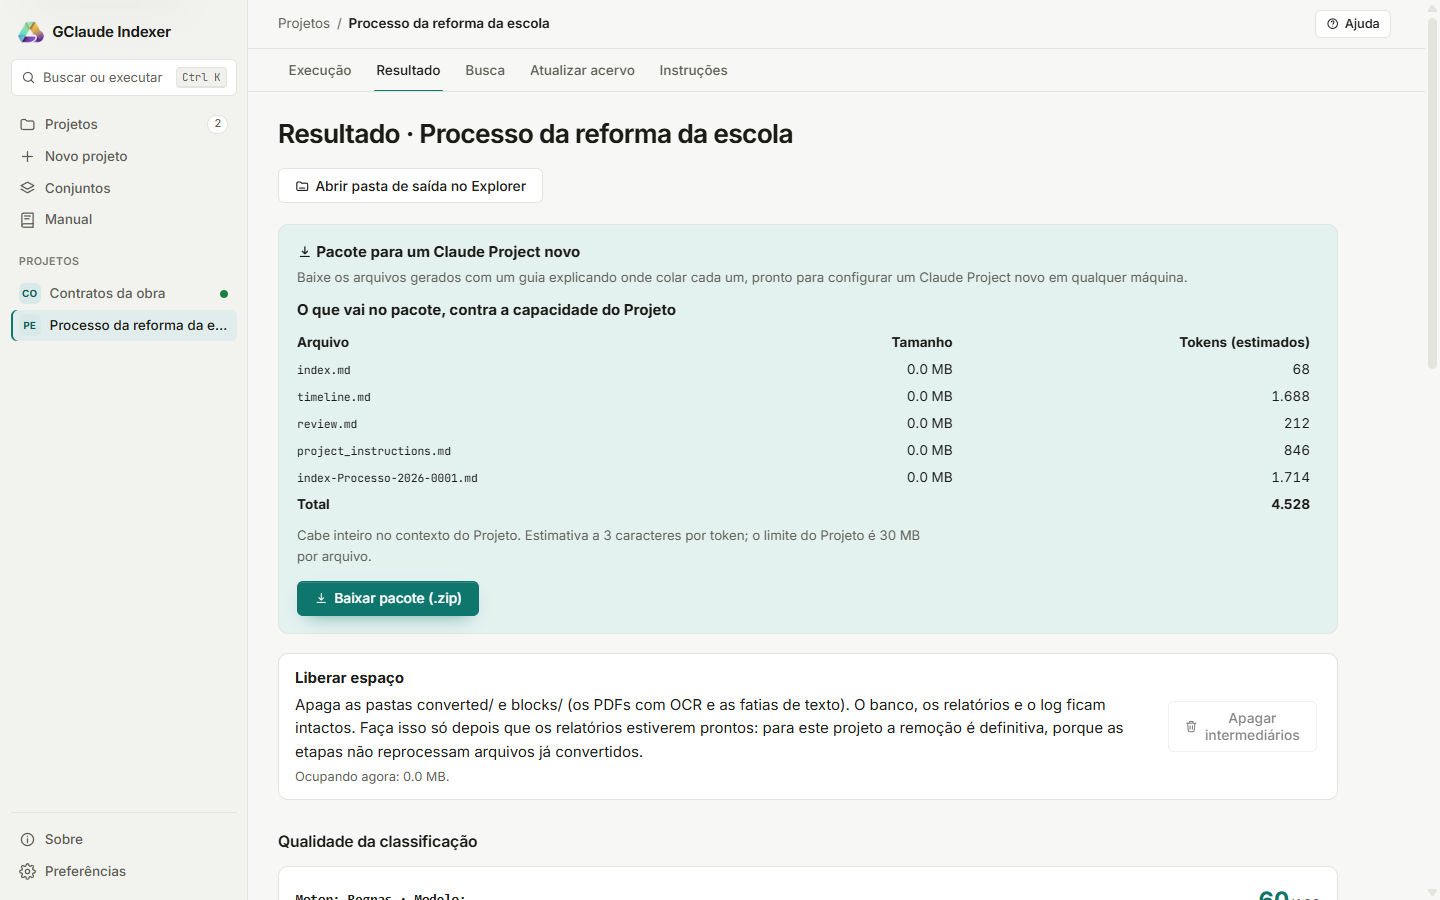 GClaude Indexer
Buscar ou executar Ctrl K
Projetos 2
Novo projeto
Conjuntos
Manual
PROJETOS
CO Contratos da obra
PE Processo da reforma da e...
Sobre
Preferências
Projetos / Processo da reforma da escola
Ajuda
Execução Resultado Busca Atualizar acervo Instruções
Resultado · Processo da reforma da escola
Abrir pasta de saída no Explorer
Pacote para um Claude Project novo
Baixe os arquivos gerados com um guia explicando onde colar cada um, pronto para configurar um Claude Project novo em qualquer máquina.
O que vai no pacote, contra a capacidade do Projeto
Arquivo Tamanho Tokens (estimados)
index.md 0.0 MB 68
timeline.md 0.0 MB 1.688
review.md 0.0 MB 212
project_instructions.md 0.0 MB 846
index-Processo-2026-0001.md 0.0 MB 1.714
Total 4.528
Cabe inteiro no contexto do Projeto. Estimativa a 3 caracteres por token; o limite do Projeto é 30 MB
por arquivo.
Baixar pacote (.zip)
Liberar espaço
Apaga as pastas converted/ e blocks/ (os PDFs com OCR e as fatias de texto). O banco, os relatórios e o log ficam
intactos. Faça isso só depois que os relatórios estiverem prontos: para este projeto a remoção é definitiva, porque as
etapas não reprocessam arquivos já convertidos.
Ocupando agora: 0.0 MB.
Apagar
intermediários
Qualidade da classificação
Motor: Regras · Modelo:
60